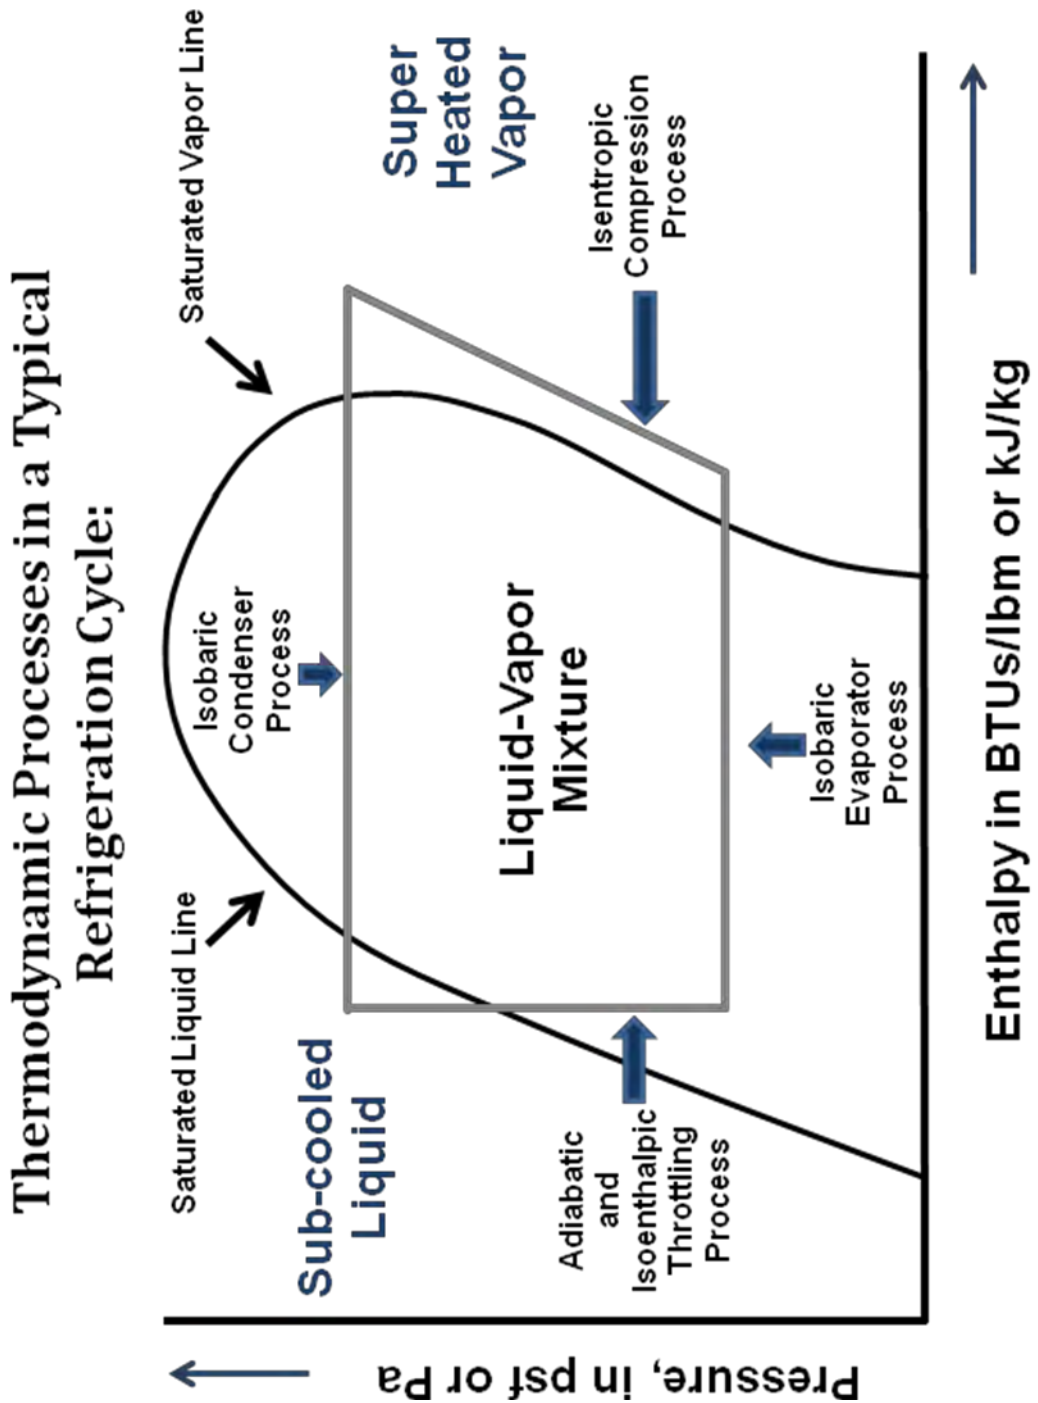 Thermodynamic Processes in a Typical
Refrigeration Cycle:
Saturated Liquid Line
Saturated Vapor Line
Isobaric
Condenser
Process
Sub-cooled
Liquid
Super
Heated
Vapor
Liquid-Vapor
Mixture
Adiabatic
and
Isoenthalpic
Throttling
Process
Isentropic
Compression
Process
Isobaric
Evaporator
Process
Pressure, in psf or Pa
Enthalpy in BTUs/lbm or kJ/kg